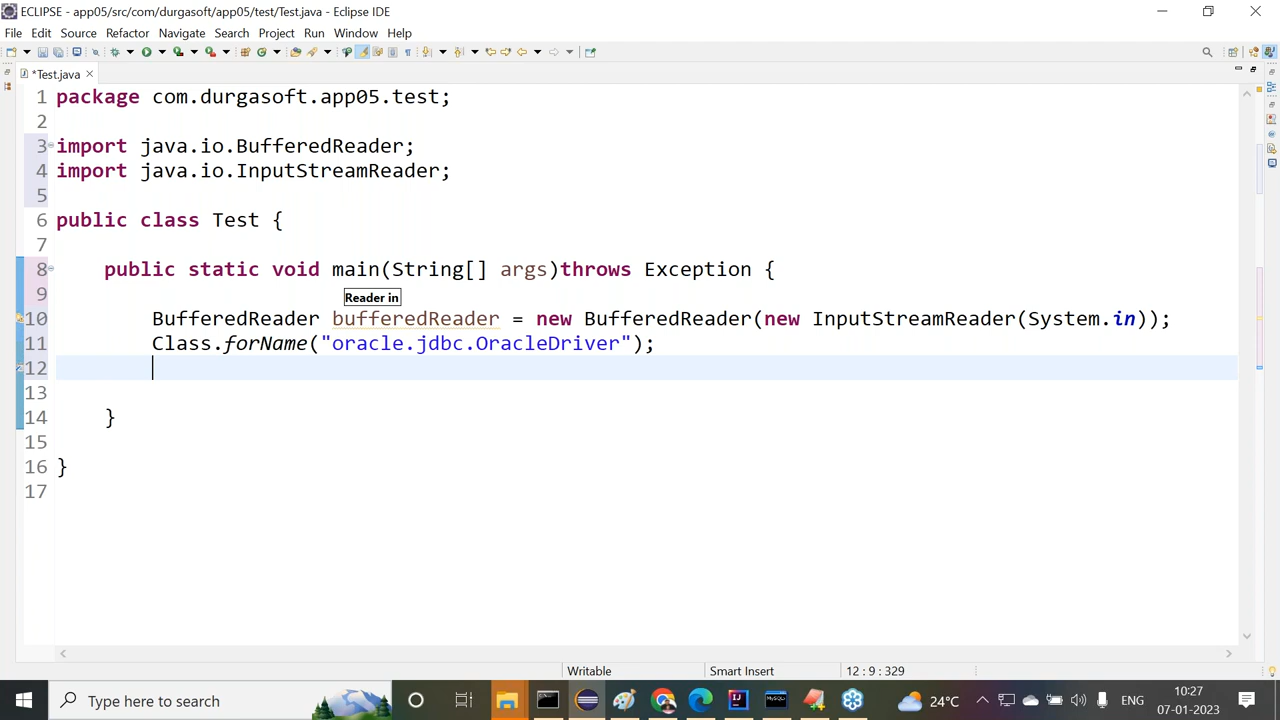 ECLIPSE - app05/src/com/durgasoft/app05/test/Test.java - Eclipse IDE
File Edit Source Refactor Navigate Search Project Run Window Help
*Test.java
1 package com.durgasoft.app05.test;
2
3 import java.io.BufferedReader;
4 import java.io.InputStreamReader;
5
6 public class Test {
7
8 public static void main(String[] args)throws Exception {
9
Reader in
10 BufferedReader bufferedReader = new BufferedReader(new InputStreamReader(System.in));
11 Class.forName("oracle.jdbc.OracleDriver");
12
13
14 }
15
16 }
17
Writable Smart Insert 12 : 9 : 329
Type here to search 24°C ENG 10:27
07-01-2023